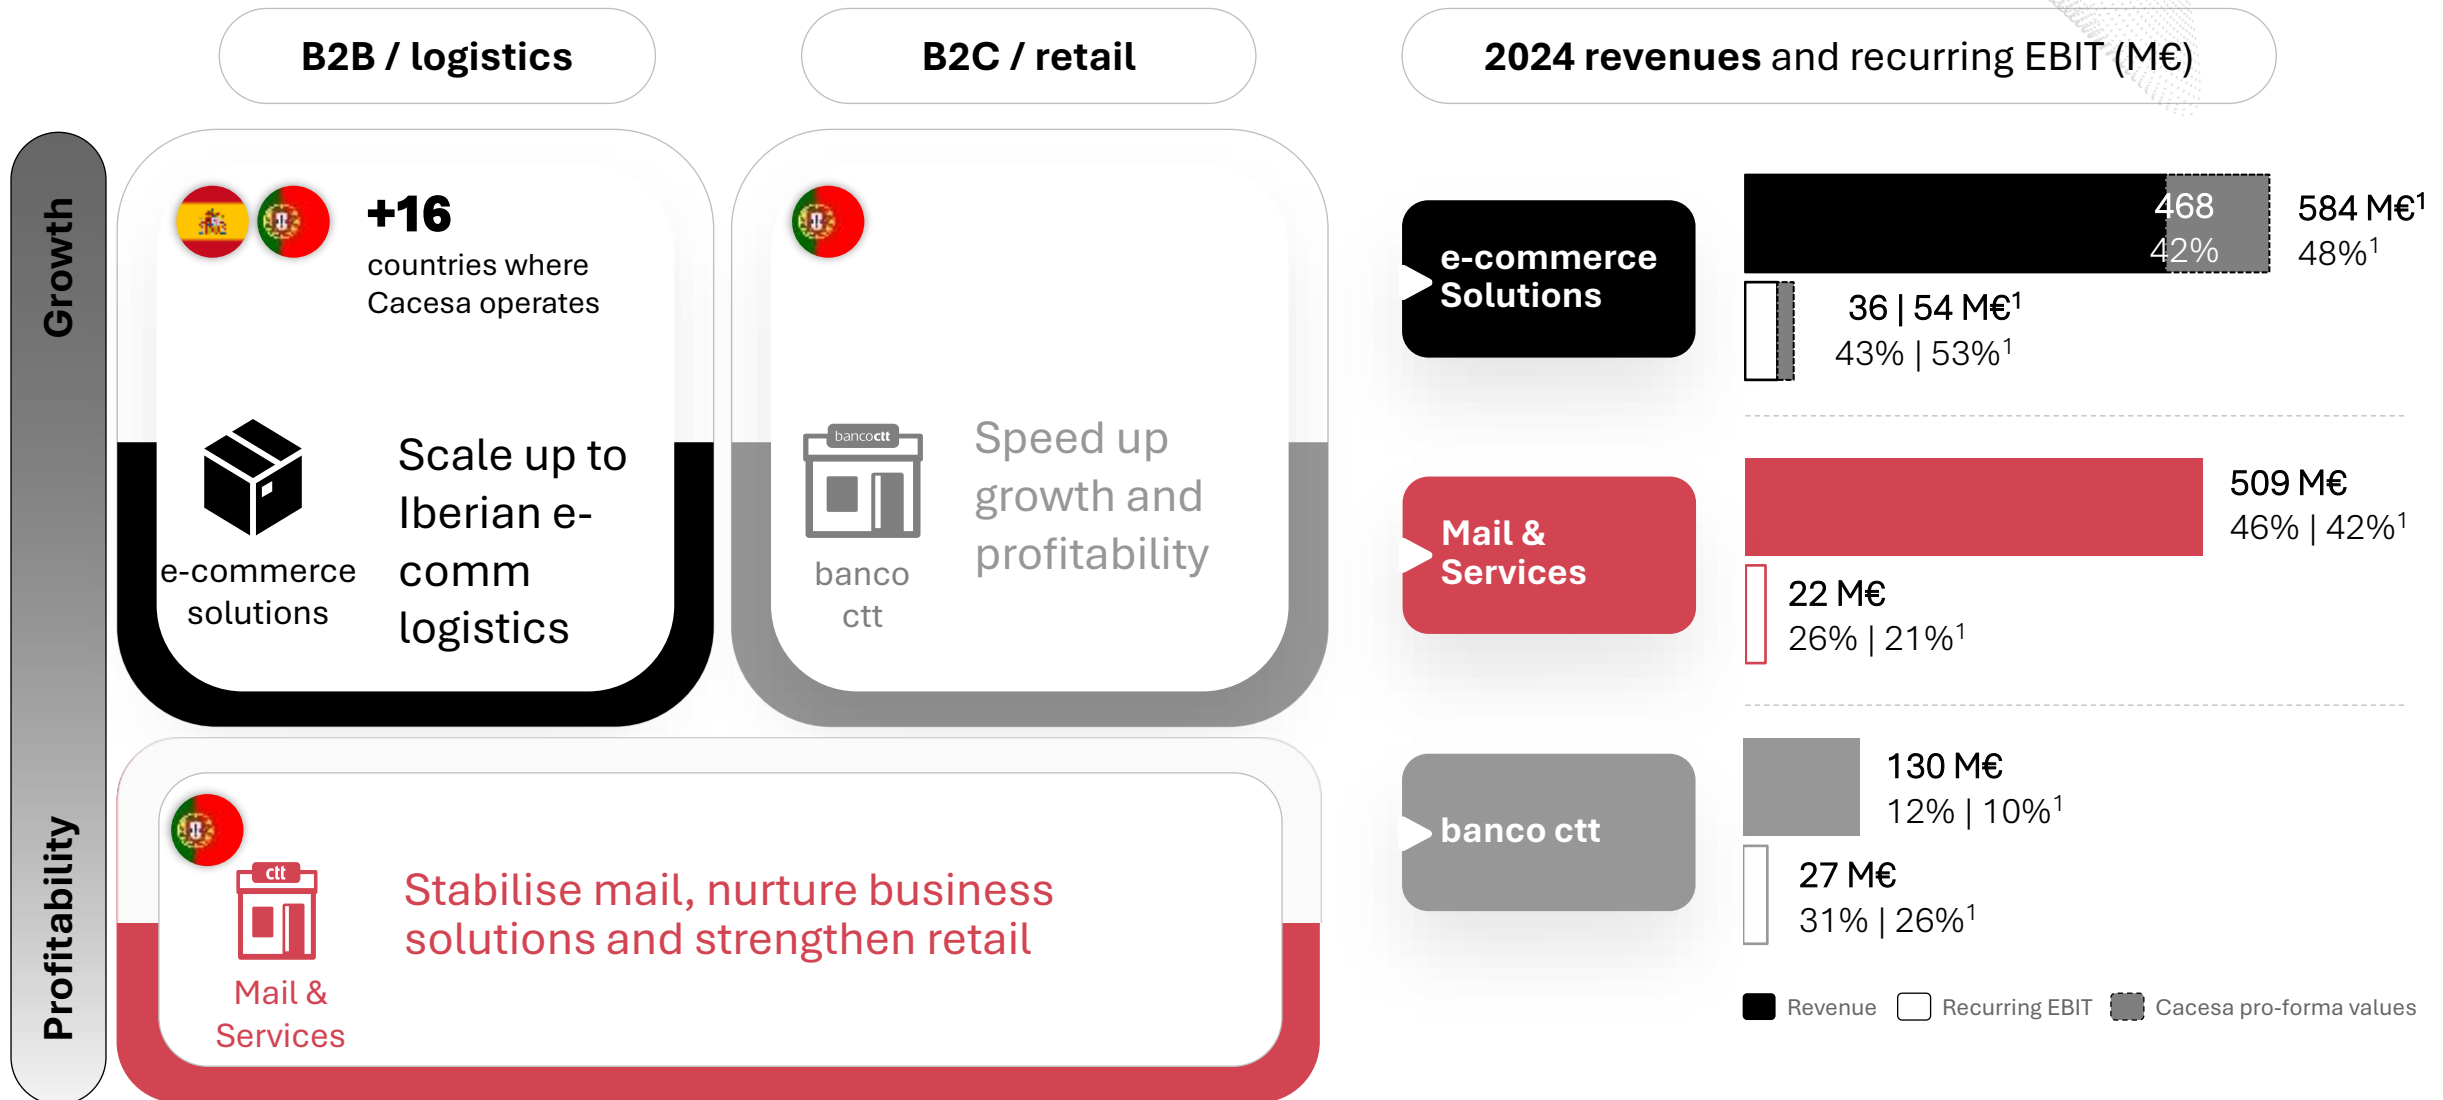 B2B / logistics
B2C / retail
2024 revenues and recurring EBIT (M€)
Growth
Profitability
+16
countries where
Cacesa operates
e-commerce
solutions
Scale up to
Iberian e-
comm
logistics
bancoctt
banco
ctt
Speed up
growth and
profitability
ctt
Mail &
Services
Stabilise mail, nurture business
solutions and strengthen retail
e-commerce
Solutions
468
42%
584 M€¹
48%¹
36 | 54 M€¹
43% | 53%¹
Mail &
Services
509 M€
46% | 42%¹
22 M€
26% | 21%¹
banco ctt
130 M€
12% | 10%¹
27 M€
31% | 26%¹
Revenue
Recurring EBIT
Cacesa pro-forma values